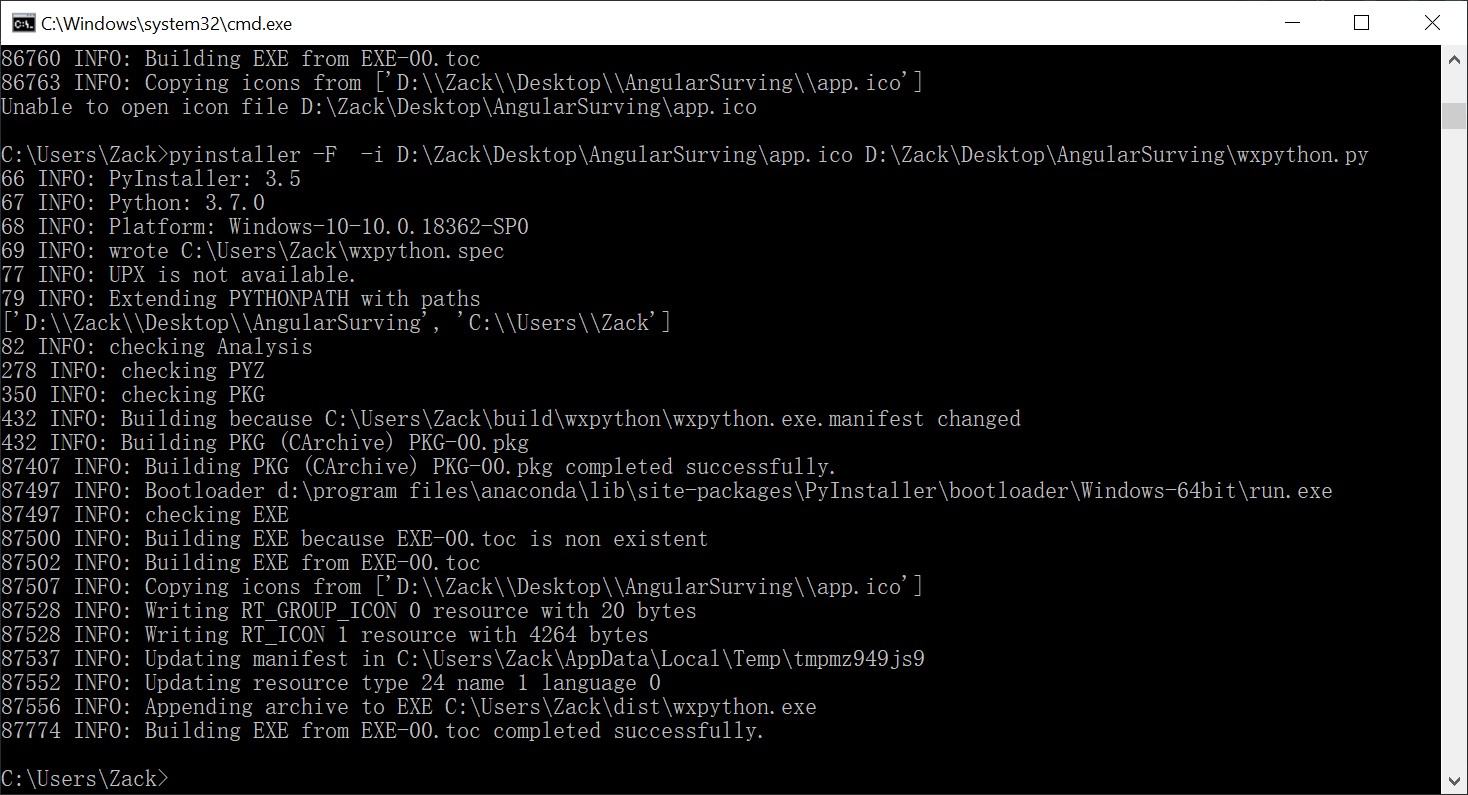 C:\Windows\system32\cmd.exe
86760 INFO: Building EXE from EXE-00.toc
86763 INFO: Copying icons from ['D:\\Zack\\Desktop\\AngularSurving\\app.ico']
Unable to open icon file D:\Zack\Desktop\AngularSurving\app.ico
C:\Users\Zack>pyinstaller -F  -i D:\Zack\Desktop\AngularSurving\app.ico D:\Zack\Desktop\AngularSurving\wxpython.py
66 INFO: PyInstaller: 3.5
67 INFO: Python: 3.7.0
68 INFO: Platform: Windows-10-10.0.18362-SP0
69 INFO: wrote C:\Users\Zack\wxpython.spec
77 INFO: UPX is not available.
79 INFO: Extending PYTHONPATH with paths
['D:\\Zack\\Desktop\\AngularSurving', 'C:\\Users\\Zack']
82 INFO: checking Analysis
278 INFO: checking PYZ
350 INFO: checking PKG
432 INFO: Building because C:\Users\Zack\build\wxpython\wxpython.exe.manifest changed
432 INFO: Building PKG (CArchive) PKG-00.pkg
87407 INFO: Building PKG (CArchive) PKG-00.pkg completed successfully.
87497 INFO: Bootloader d:\program files\anaconda\lib\site-packages\PyInstaller\bootloader\Windows-64bit\run.exe
87497 INFO: checking EXE
87500 INFO: Building EXE because EXE-00.toc is non existent
87502 INFO: Building EXE from EXE-00.toc
87507 INFO: Copying icons from ['D:\\Zack\\Desktop\\AngularSurving\\app.ico']
87528 INFO: Writing RT_GROUP_ICON 0 resource with 20 bytes
87528 INFO: Writing RT_ICON 1 resource with 4264 bytes
87537 INFO: Updating manifest in C:\Users\Zack\AppData\Local\Temp\tmpmz949js9
87552 INFO: Updating resource type 24 name 1 language 0
87556 INFO: Appending archive to EXE C:\Users\Zack\dist\wxpython.exe
87774 INFO: Building EXE from EXE-00.toc completed successfully.
C:\Users\Zack>